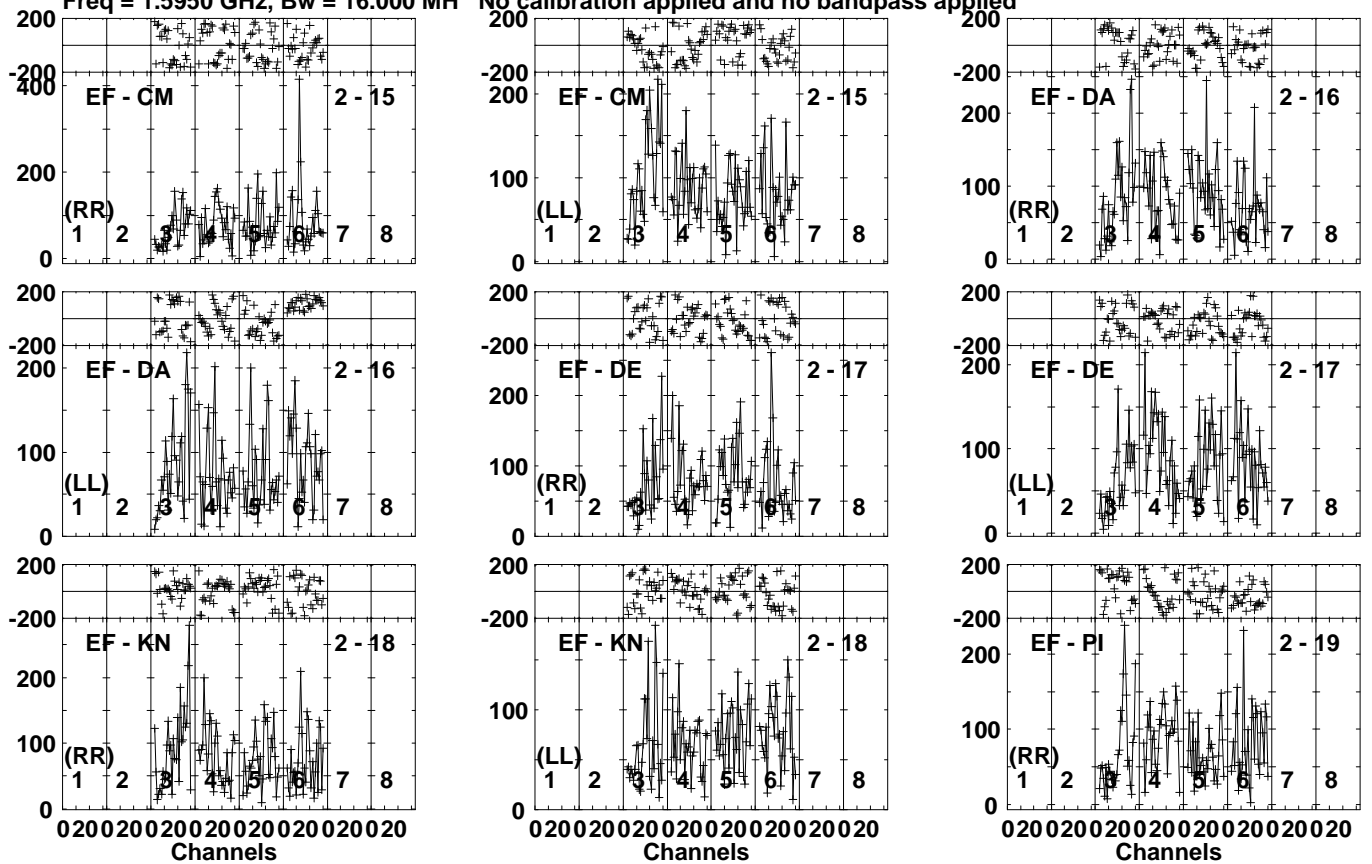 Freq = 1.5950 GHz, Bw = 16.000 MH No calibration applied and no bandpass applied
200 200 200
-200 -200 -200
400 EF - CM 2 - 15 200 EF - CM 2 - 15 EF - DA 2 - 16
200
200 100 100
(RR) (LL) (RR)
1 2 3 4 5 6 7 8 1 2 3 4 5 6 7 8 1 2 3 4 5 6 7 8
0 0 0
200 200 200
-200 -200 -200
EF - DA 2 - 16 EF - DE 2 - 17 EF - DE 2 - 17
200 200 200
100 100 100
(LL) (RR) (LL)
1 2 3 4 5 6 7 8 1 2 3 4 5 6 7 8 1 2 3 4 5 6 7 8
0 0 0
200 200 200
-200 -200 -200
EF - KN 2 - 18 EF - KN 2 - 18 EF - PI 2 - 19
200 200
100 100 100
(RR) (LL) (RR)
1 2 3 4 5 6 7 8 1 2 3 4 5 6 7 8 1 2 3 4 5 6 7 8
0 0 0
0 20 0 20 0 20 0 20 0 20 0 20 0 20 0 20 0 20 0 20 0 20 0 20 0 20 0 20 0 20 0 20 0 20 0 20 0 20 0 20 0 20 0 20 0 20 0 20
Channels Channels Channels